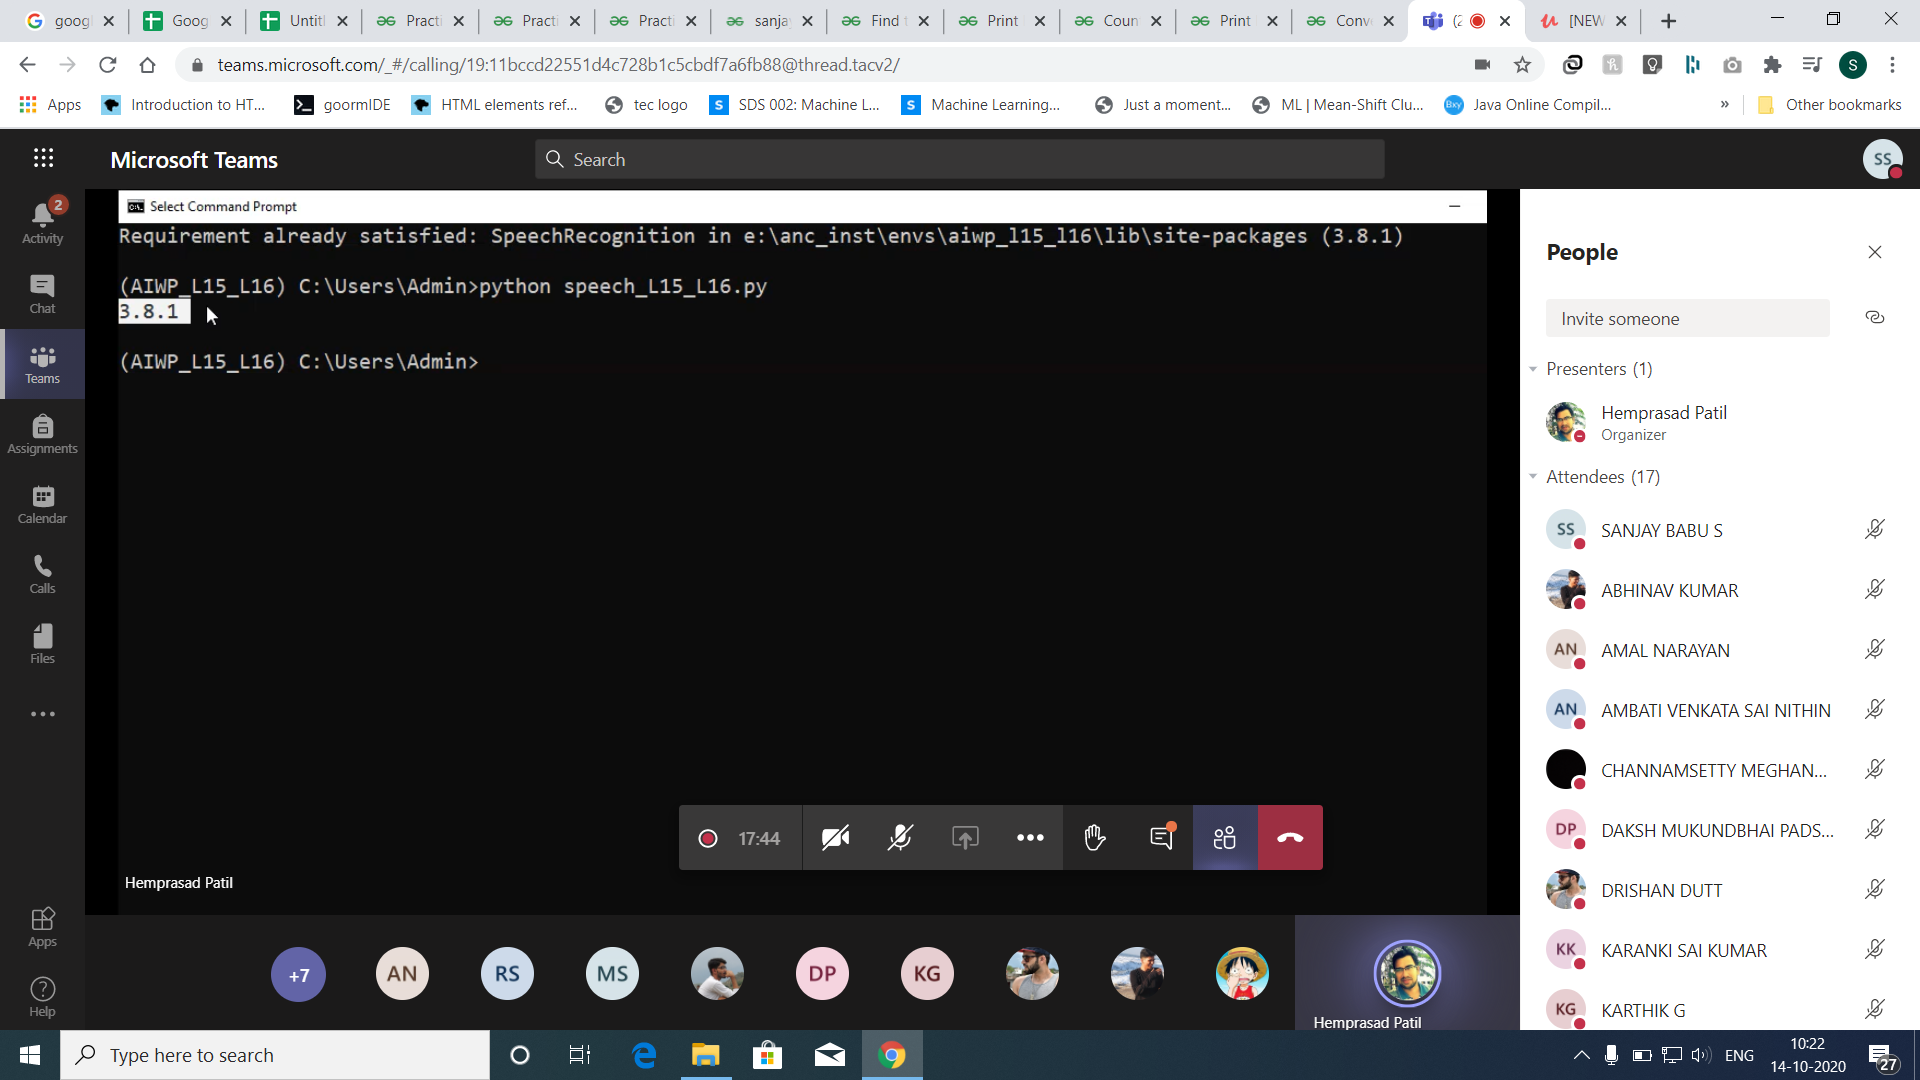 googl
Goog
Untitl
Practi
Practi
Practi
sanja
Find t
Print
Coun
Print
Conv
(2
[NEW
teams.microsoft.com/_#/calling/19:11bccd22551d4c728b1c5cbdf7a6fb88@thread.tacv2/
S
Apps
Introduction to HT...
goormIDE
HTML elements ref...
tec logo
S
SDS 002: Machine L...
S
Machine Learning...
Just a moment...
ML | Mean-Shift Clu...
Bxy
Java Online Compil...
»
Other bookmarks
Microsoft Teams
Search
SS
2
Activity
Chat
Teams
Assignments
Calendar
Calls
Files
Apps
Help
Select Command Prompt
Requirement already satisfied: SpeechRecognition in e:\anc_inst\envs\aiwp_l15_l16\lib\site-packages (3.8.1)
(AIWP_L15_L16) C:\Users\Admin>python speech_L15_L16.py
3.8.1
(AIWP_L15_L16) C:\Users\Admin>
17:44
Hemprasad Patil
+7
AN
RS
MS
DP
KG
Hemprasad Patil
People
Invite someone
Presenters (1)
Hemprasad Patil
Organizer
Attendees (17)
SS
SANJAY BABU S
ABHINAV KUMAR
AN
AMAL NARAYAN
AN
AMBATI VENKATA SAI NITHIN
CHANNAMSETTY MEGHAN...
DP
DAKSH MUKUNDBHAI PADS...
DRISHAN DUTT
KK
KARANKI SAI KUMAR
KG
KARTHIK G
Type here to search
ENG
10:22
14-10-2020
27